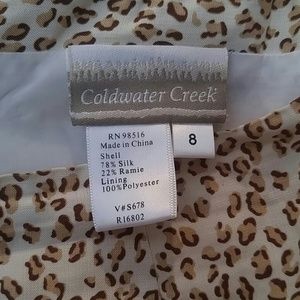 Coldwater Creek
8
RN 98516
Made in China
Shell
78% Silk
22% Ramie
Lining
100%Polyester
V#S678
R16802